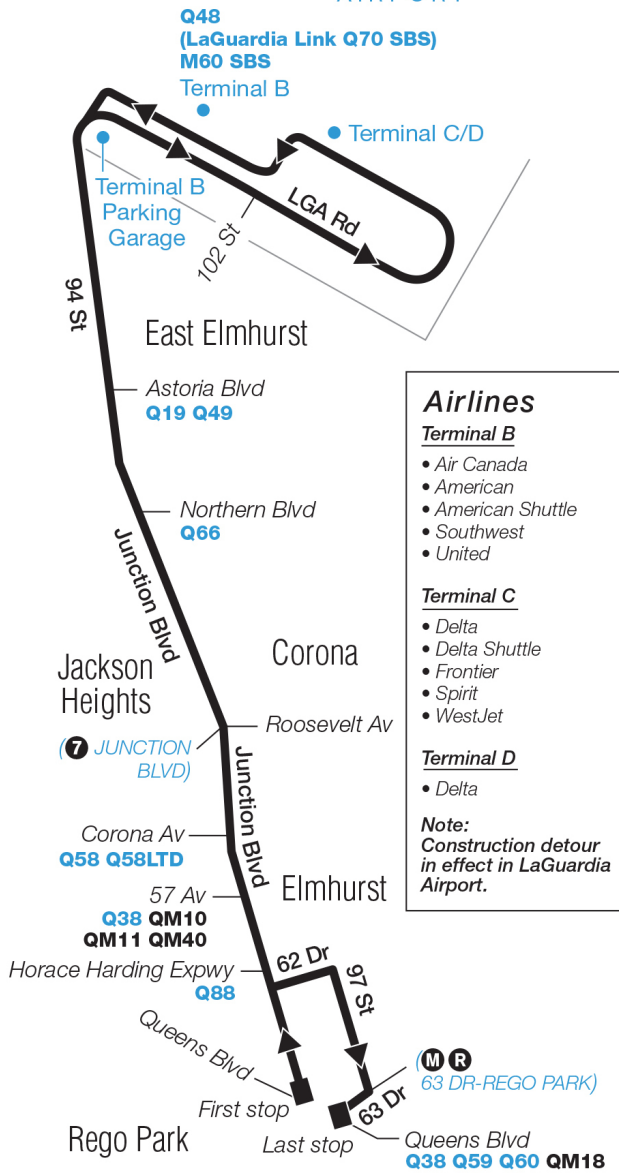 Q48
(LaGuardia Link Q70 SBS)
M60 SBS
Terminal B
Terminal C/D
Terminal B
Parking
Garage
LGA Rd
102 St
94 St
East Elmhurst
Astoria Blvd
Q19 Q49
Northern Blvd
Q66
Junction Blvd
Jackson
Heights
Corona
Roosevelt Av
(7 JUNCTION
BLVD)
Junction Blvd
Corona Av
Q58 Q58LTD
57 Av
Q38 QM10
QM11 QM40
Elmhurst
Horace Harding Expwy
Q88
62 Dr
97 St
Queens Blvd
First stop
(M R
63 DR-REGO PARK)
63 Dr
Rego Park
Last stop
Queens Blvd
Q38 Q59 Q60 QM18
Airlines
Terminal B
• Air Canada
• American
• American Shuttle
• Southwest
• United
Terminal C
• Delta
• Delta Shuttle
• Frontier
• Spirit
• WestJet
Terminal D
• Delta
Note:
Construction detour
in effect in LaGuardia
Airport.